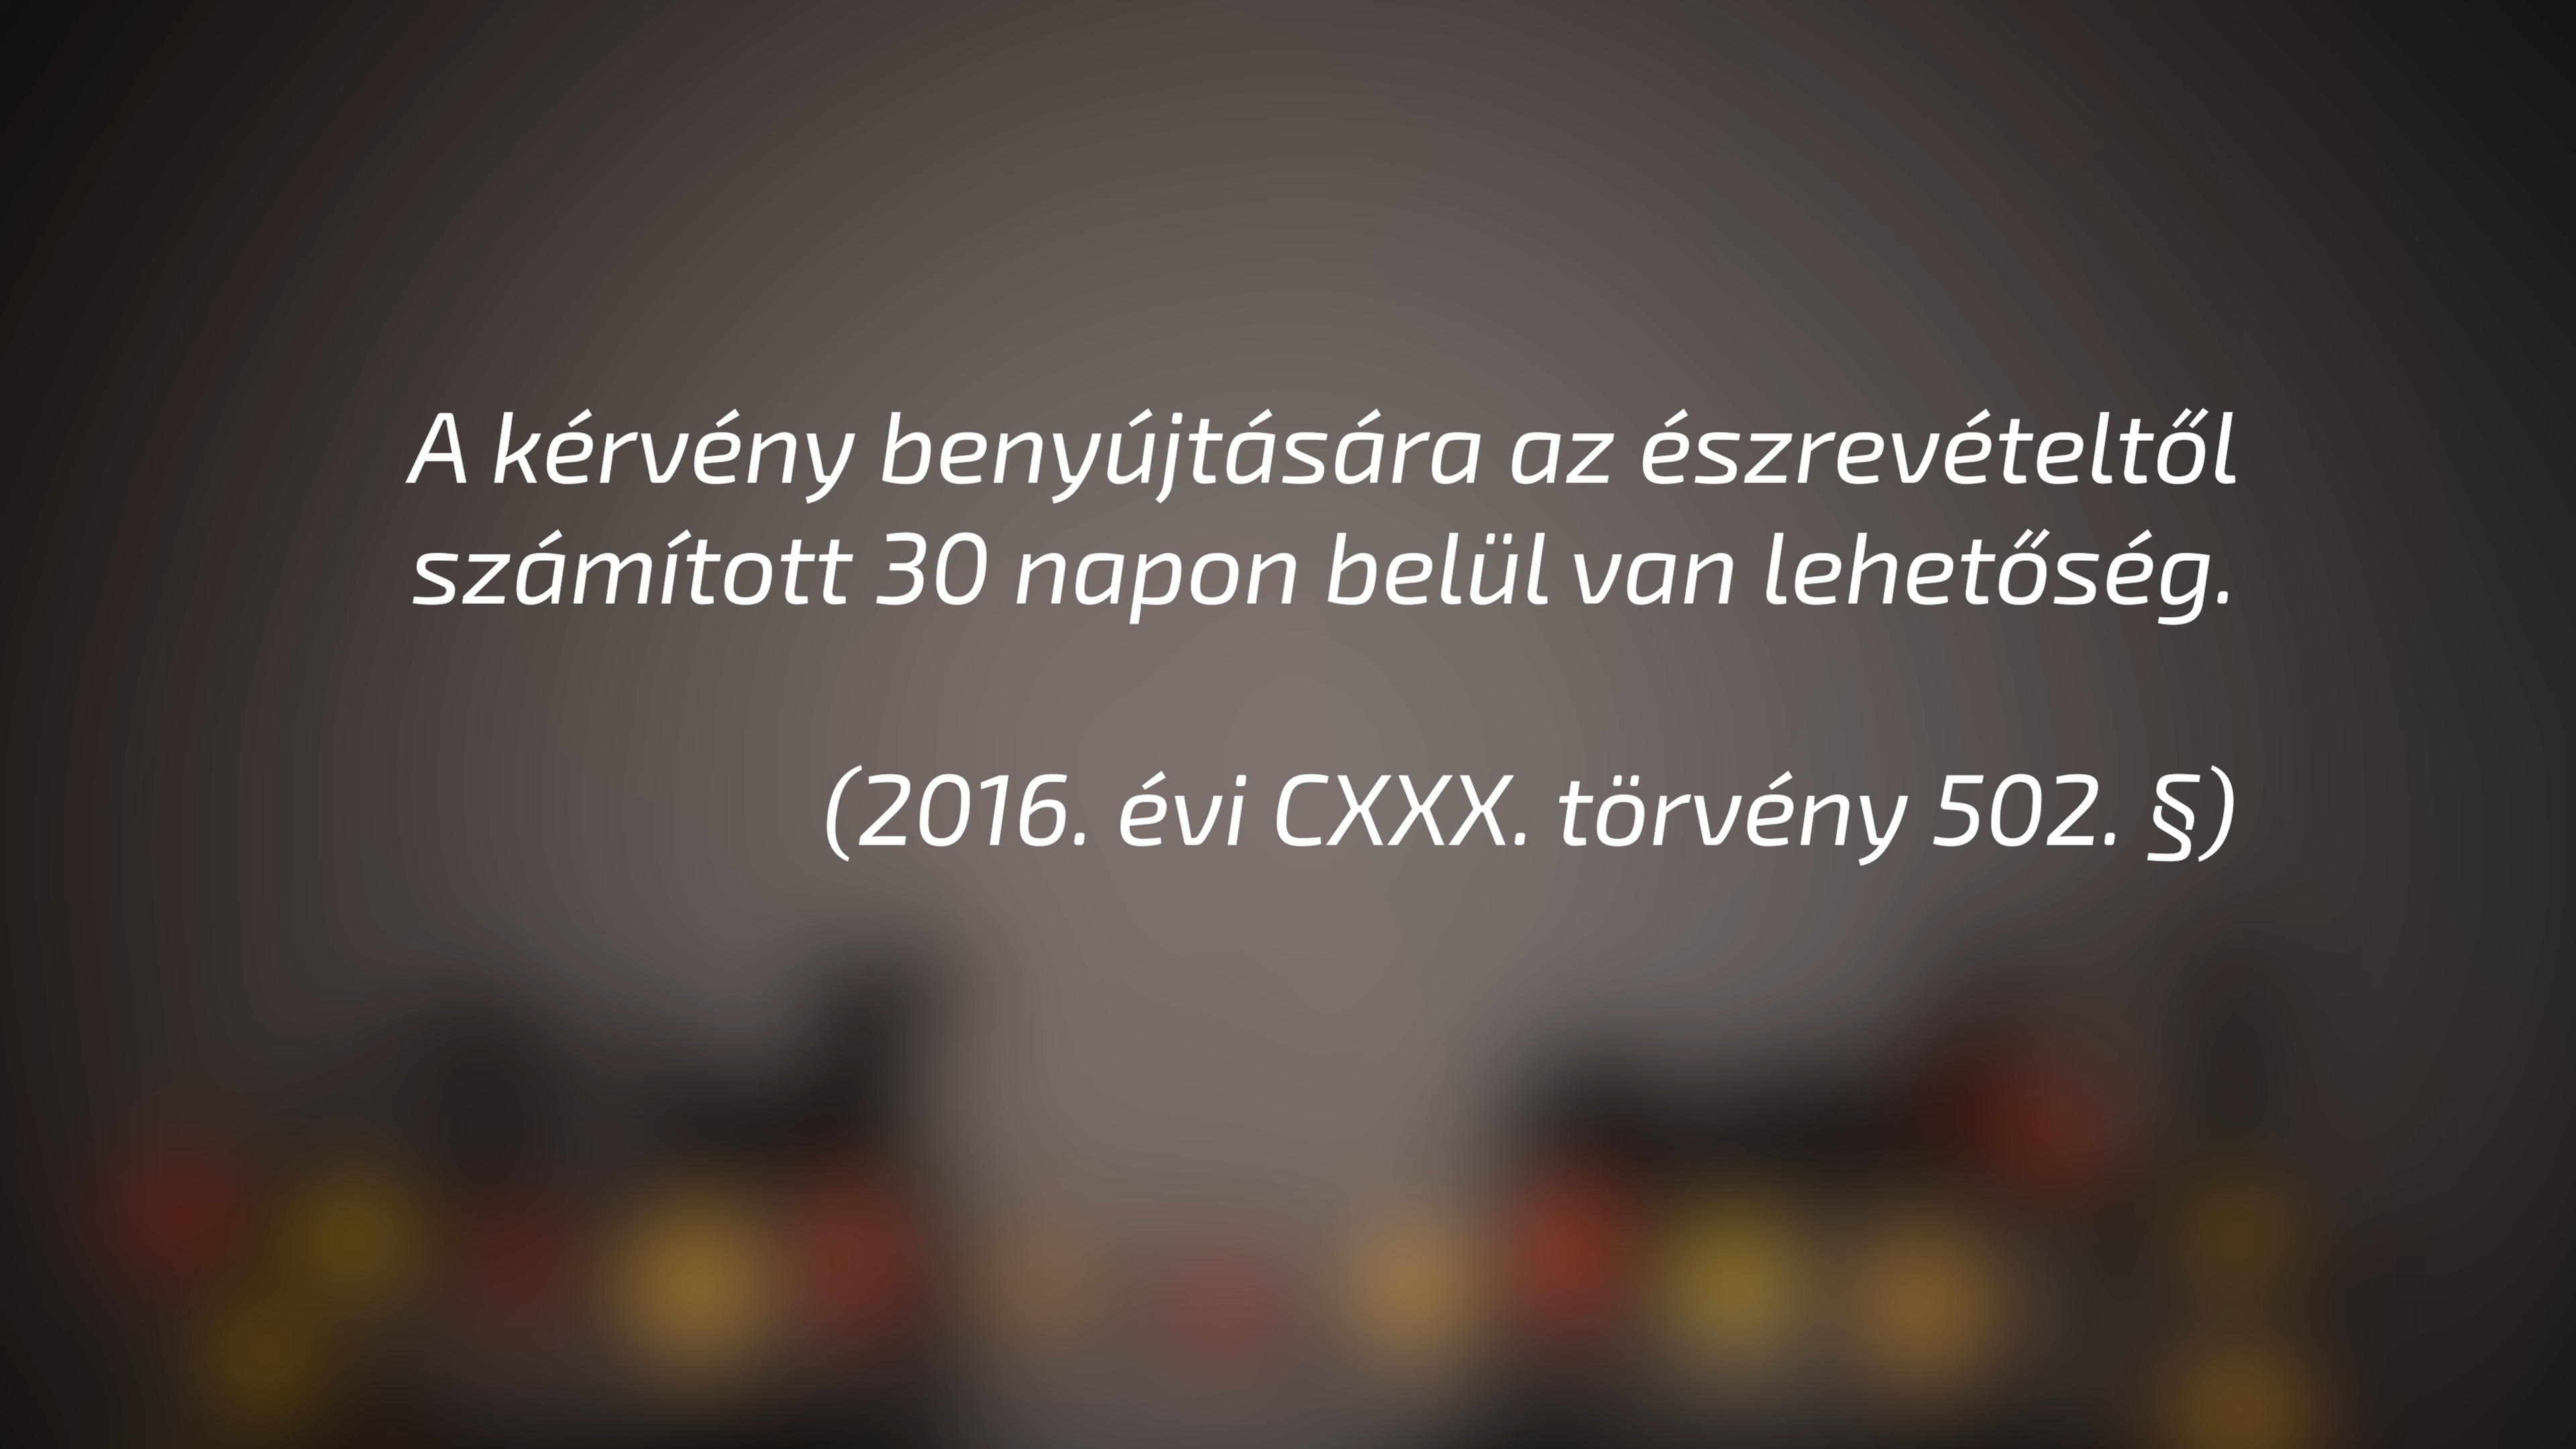 A kérvény benyújtására az észrevételtől
számított 30 napon belül van lehetőség.
(2016. évi CXXX. törvény 502. §)